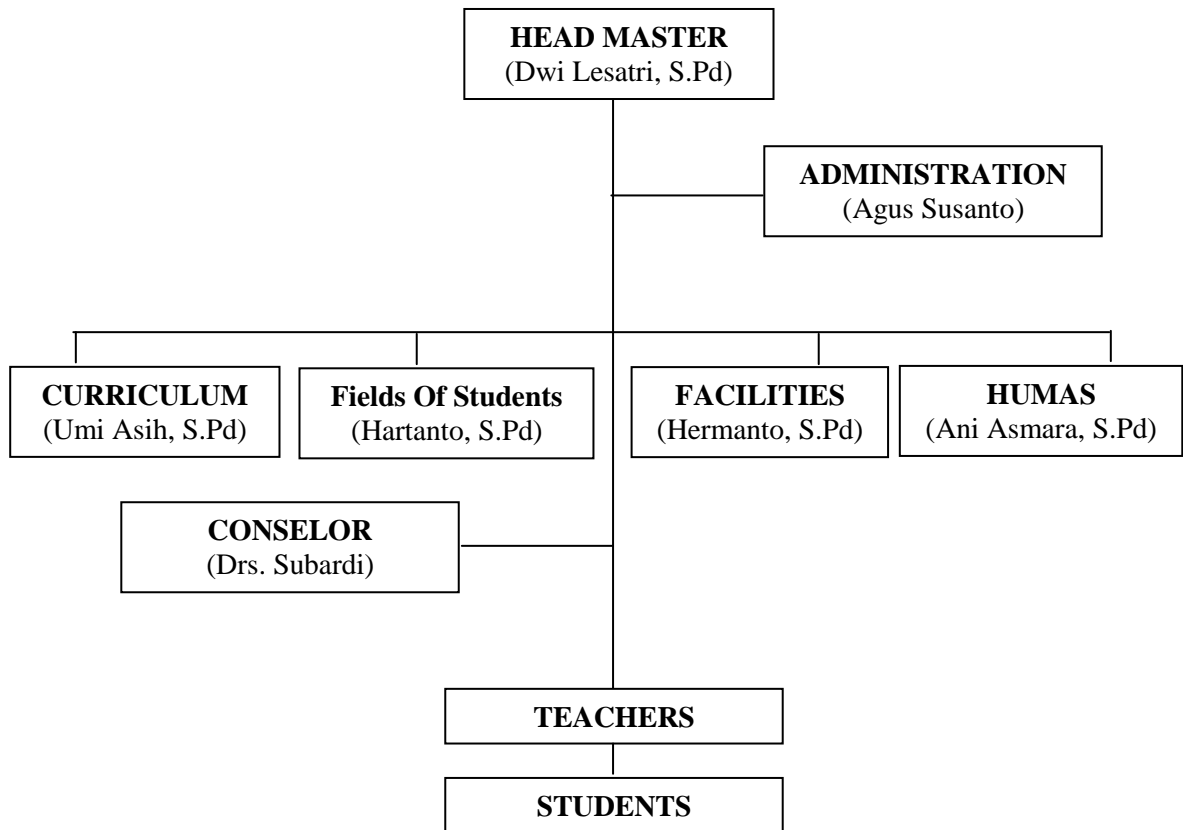 HEAD MASTER
(Dwi Lesatri, S.Pd)
ADMINISTRATION
(Agus Susanto)
CURRICULUM
(Umi Asih, S.Pd)
Fields Of Students
(Hartanto, S.Pd)
FACILITIES
(Hermanto, S.Pd)
HUMAS
(Ani Asmara, S.Pd)
CONSELOR
(Drs. Subardi)
TEACHERS
STUDENTS